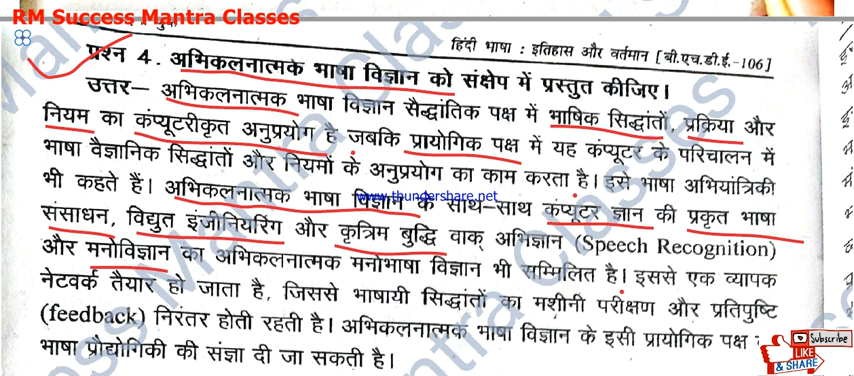 RM Success Mantra Classes
हिंदी भाषा : इतिहास और वर्तमान [बी.एच.डी.ई.-106]
प्रश्न 4. अभिकलनात्मक भाषा विज्ञान को संक्षेप में प्रस्तुत कीजिए।
उत्तर– अभिकलनात्मक भाषा विज्ञान सैद्धांतिक पक्ष में भाषिक सिद्धांतों, प्रक्रिया और
नियम का कंप्यूटरीकृत अनुप्रयोग है जबकि प्रायोगिक पक्ष में यह कंप्यूटर के परिचालन में
भाषा वैज्ञानिक सिद्धांतों और नियमों के अनुप्रयोग का काम करता है। इसे भाषा अभियांत्रिकी
भी कहते हैं। अभिकलनात्मक भाषा विज्ञान के साथ-साथ कंप्यूटर ज्ञान की प्रकृत भाषा
www.thundershare.net
संसाधन, विद्युत इंजीनियरिंग और कृत्रिम बुद्धि वाक् अभिज्ञान (Speech Recognition)
और मनोविज्ञान का अभिकलनात्मक मनोभाषा विज्ञान भी सम्मिलित है। इससे एक व्यापक
नेटवर्क तैयार हो जाता है, जिससे भाषायी सिद्धांतों का मशीनी परीक्षण और प्रतिपुष्टि
(feedback) निरंतर होती रहती है। अभिकलनात्मक भाषा विज्ञान के इसी प्रायोगिक पक्ष
भाषा प्रौद्योगिकी की संज्ञा दी जा सकती है।
Subscribe
LIKE
& SHARE